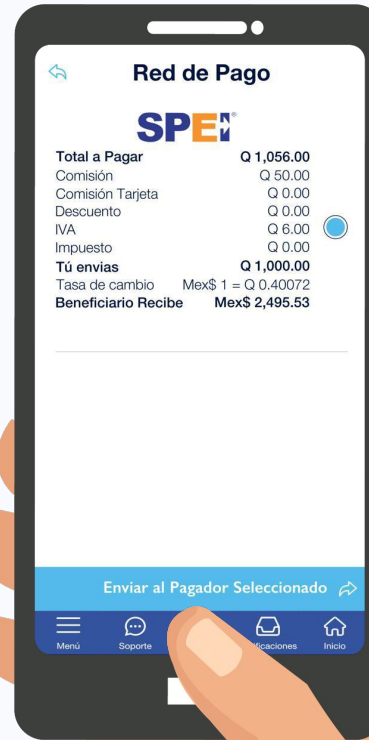 Red de Pago
SPEI®
Total a Pagar Q 1,056.00
Comisión Q 50.00
Comisión Tarjeta Q 0.00
Descuento Q 0.00
IVA Q 6.00
Impuesto Q 0.00
Tú envias Q 1,000.00
Tasa de cambio Mex$ 1 = Q 0.40072
Beneficiario Recibe Mex$ 2,495.53
Enviar al Pagador Seleccionado
Menú Soporte Inicio